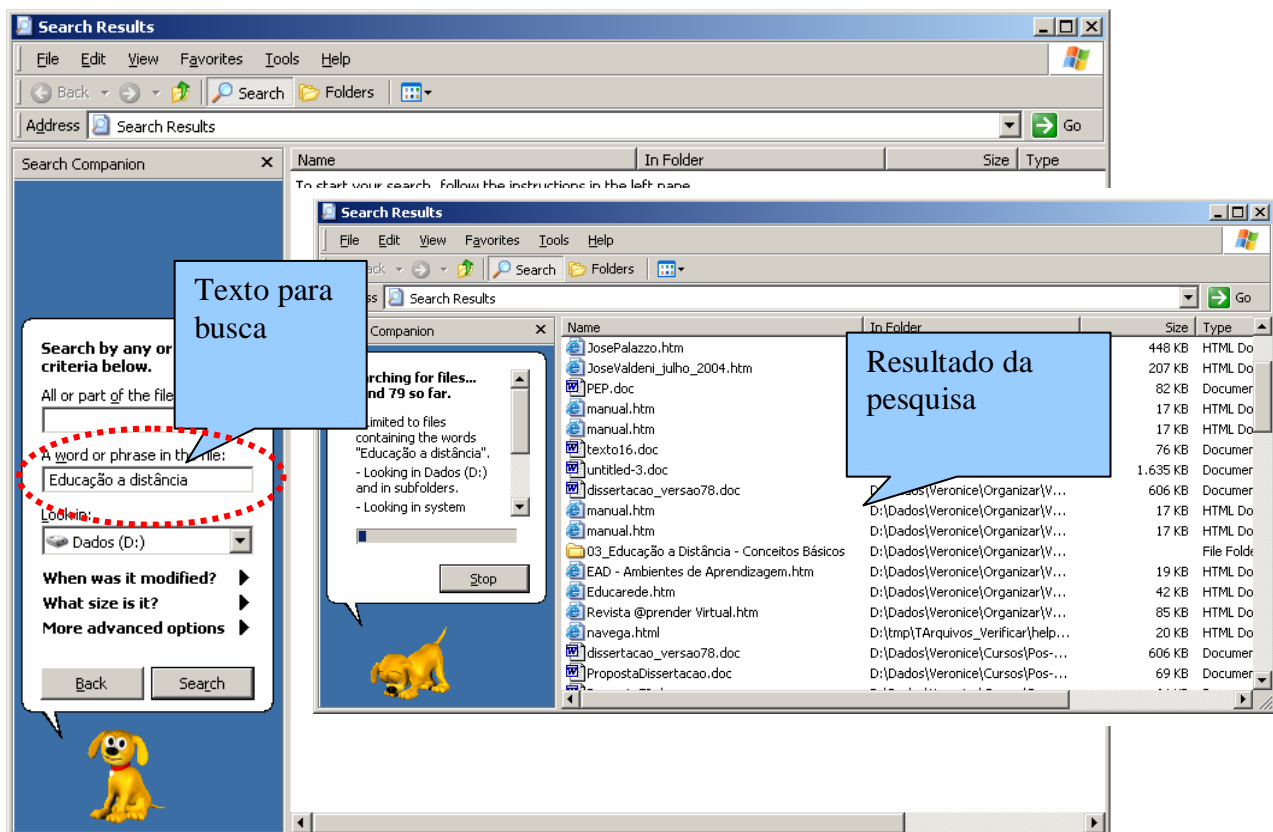 Search Results
File Edit View Favorites Tools Help
Back Search Folders
Address Search Results Go
Search Companion
Name In Folder Size Type
To start your search, follow the instructions in the left pane.
Search by any or
criteria below.
All or part of the file
A word or phrase in the file:
Educação a distância
Look in:
Dados (D:)
When was it modified?
What size is it?
More advanced options
Back Search
Texto para
busca
Search Results
File Edit View Favorites Tools Help
Search Folders
Search Results Go
Companion
for files...
79 so far.
Limited to files
containing the words
"Educação a distância".
- Looking in Dados (D:)
and in subfolders.
- Looking in system
Stop
Name In Folder Size Type
JosePalazzo.htm 448 KB HTML Do
JoseValdeni_julho_2004.htm 207 KB HTML Do
PEP.doc 82 KB Documer
manual.htm 17 KB HTML Do
manual.htm 17 KB HTML Do
texto16.doc 76 KB Documer
untitled-3.doc 1.635 KB Documer
dissertacao_versao78.doc D:\Dados\Veronice\Organizar\V... 606 KB Documer
manual.htm D:\Dados\Veronice\Organizar\V... 17 KB HTML Do
manual.htm D:\Dados\Veronice\Organizar\V... 17 KB HTML Do
03_Educação a Distância - Conceitos Básicos D:\Dados\Veronice\Organizar\V... File Folde
EAD - Ambientes de Aprendizagem.htm D:\Dados\Veronice\Organizar\V... 19 KB HTML Do
Educarede.htm D:\Dados\Veronice\Organizar\V... 42 KB HTML Do
Revista @prender Virtual.htm D:\Dados\Veronice\Organizar\V... 85 KB HTML Do
navega.html D:\tmp\TArquivos_Verificar\help... 20 KB HTML Do
dissertacao_versao78.doc D:\Dados\Veronice\Cursos\Pos-... 606 KB Documer
PropostaDissertacao.doc D:\Dados\Veronice\Cursos\Pos-... 69 KB Documer
Resultado da
pesquisa